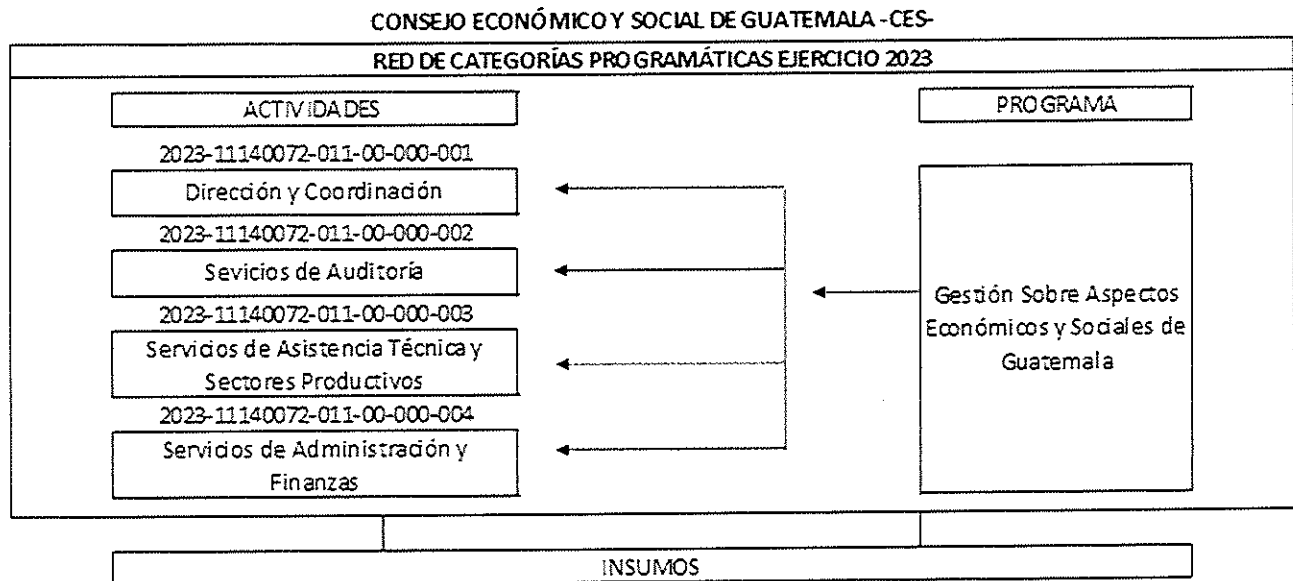 CONSEJO ECONÓMICO Y SOCIAL DE GUATEMALA -CES-
RED DE CATEGORÍAS PROGRAMÁTICAS EJERCICIO 2023
ACTIVIDADES
PROGRAMA
2023-11140072-011-00-000-001
Dirección y Coordinación
2023-11140072-011-00-000-002
Sevicios de Auditoría
2023-11140072-011-00-000-003
Servicios de Asistencia Técnica y
Sectores Productivos
2023-11140072-011-00-000-004
Servicios de Administración y
Finanzas
Gestión Sobre Aspectos
Económicos y Sociales de
Guatemala
INSUMOS